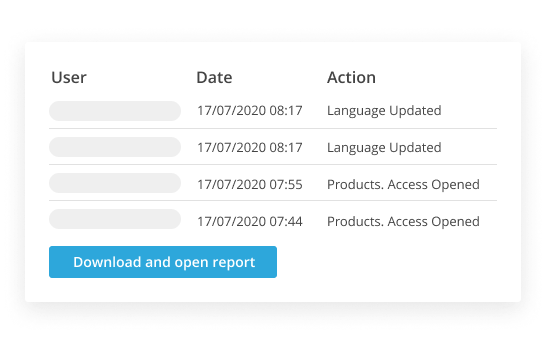 User Date Action
17/07/2020 08:17 Language Updated
17/07/2020 08:17 Language Updated
17/07/2020 07:55 Products. Access Opened
17/07/2020 07:44 Products. Access Opened
Download and open report